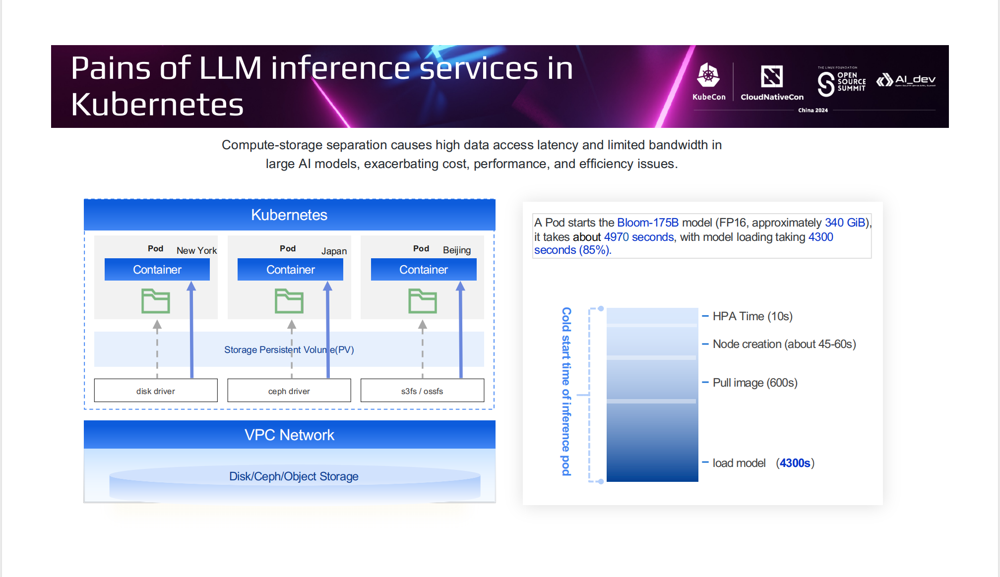 Pains of LLM inference services in
Kubernetes
KubeCon
CloudNativeCon
THE LINUX FOUNDATION
OPEN
SOURCE
SUMMIT
AI_dev
China 2024
Compute-storage separation causes high data access latency and limited bandwidth in
large AI models, exacerbating cost, performance, and efficiency issues.
Kubernetes
Pod New York
Container
Pod Japan
Container
Pod Beijing
Container
Storage Persistent Volume(PV)
disk driver
ceph driver
s3fs / ossfs
VPC Network
Disk/Ceph/Object Storage
A Pod starts the Bloom-175B model (FP16, approximately 340 GiB),
it takes about 4970 seconds, with model loading taking 4300
seconds (85%).
Cold start time of inference pod
HPA Time (10s)
Node creation (about 45-60s)
Pull image (600s)
load model (4300s)